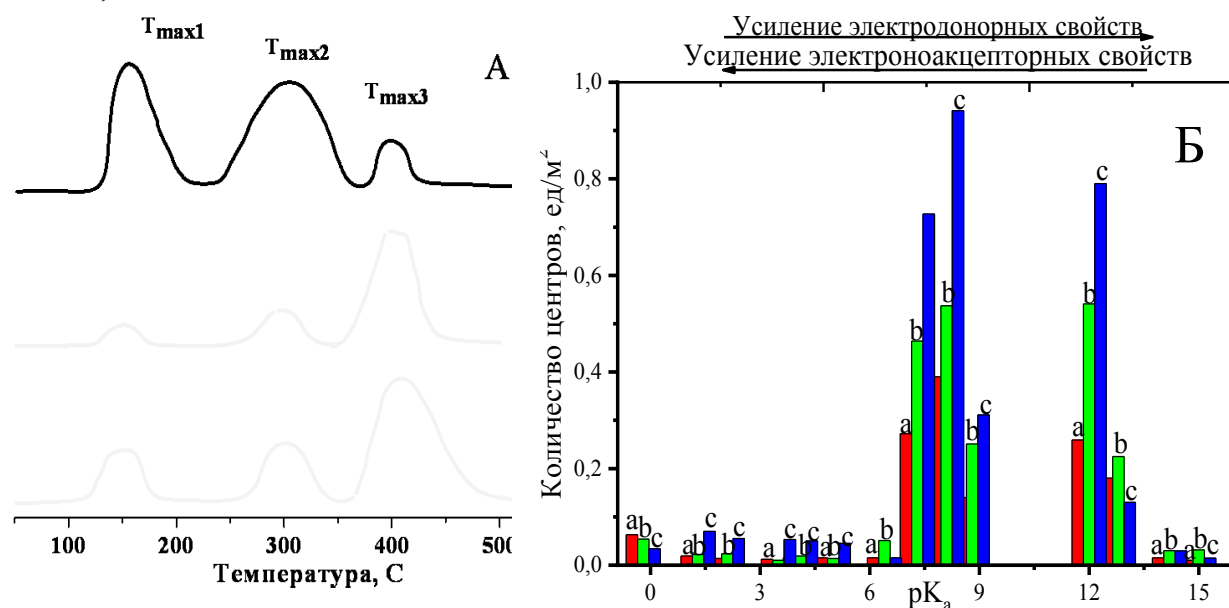 Tmax1
Tmax2
Tmax3
А
100 200 300 400 500
Температура, С
Усиление электродонорных свойств
Усиление электроноакцепторных свойств
Б
Количество центров, ед/м²
1,0
0,8
0,6
0,4
0,2
0,0
a b c a b c b c a c b c a c a b a b b c b c a b c b c a b a b c
0 3 6 9 12 15
pKa